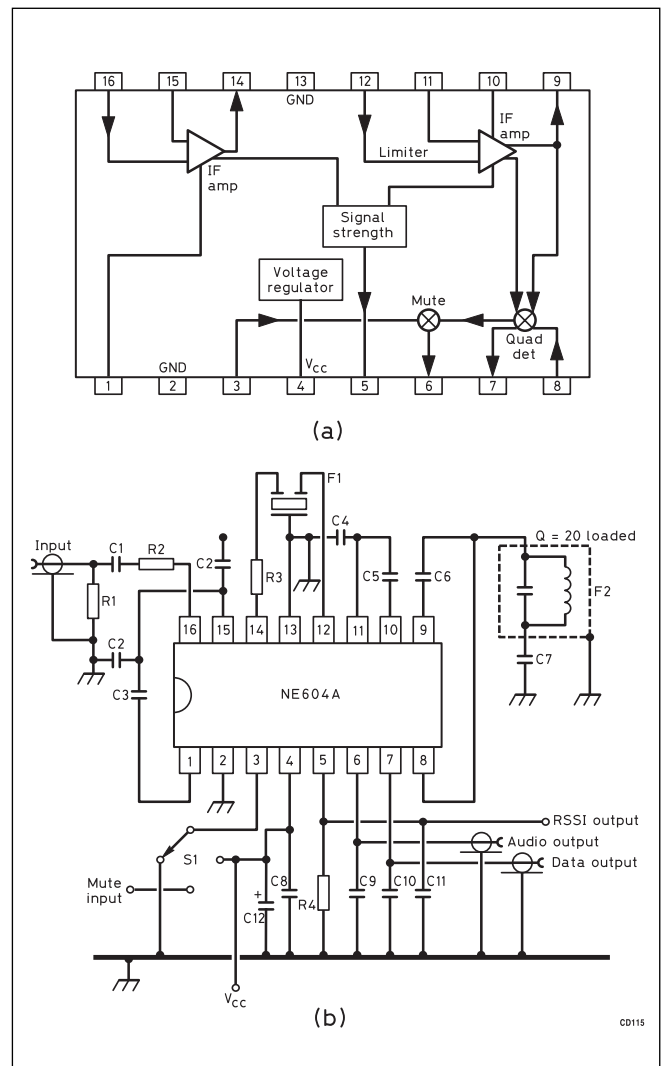 16 15 14 13 12 11 10 9
GND
IF
amp
Limiter
IF
amp
Signal
strength
Voltage
regulator
Mute
Quad
det
GND
VCC
1 2 3 4 5 6 7 8
(a)
F1
C4
Q = 20 loaded
Input
C1 R2
C2
R3
C5
C6
F2
R1
C2
C7
C3
16 15 14 13 12 11 10 9
NE604A
1 2 3 4 5 6 7 8
RSSI output
Audio output
Data output
S1
Mute
input
+
C12
C8
R4
C9
C10
C11
VCC
(b)
CD115